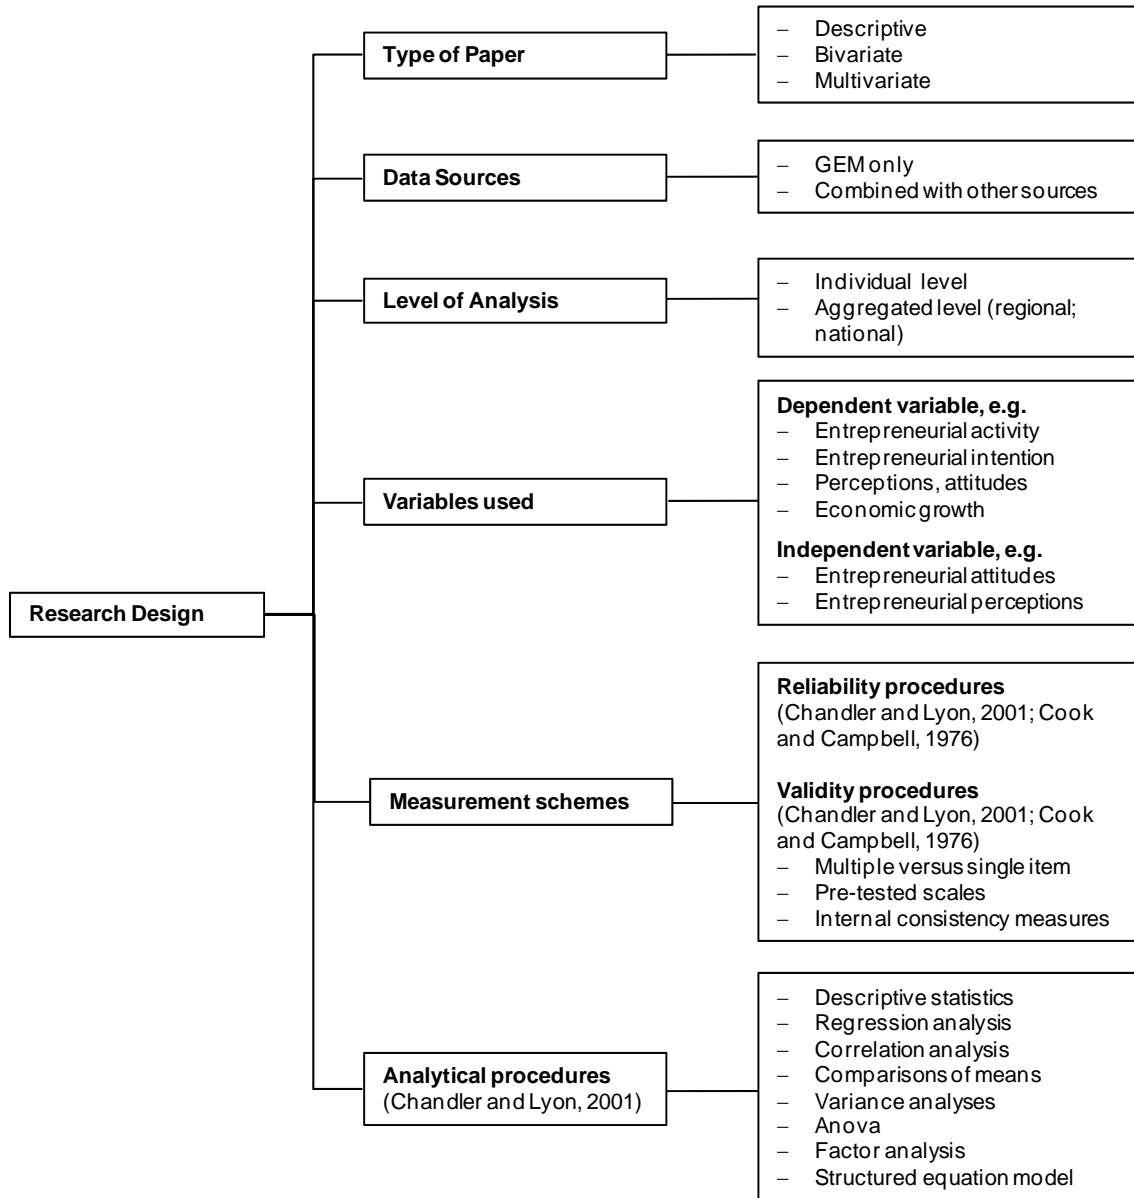 Type of Paper
– Descriptive
– Bivariate
– Multivariate
Data Sources
– GEM only
– Combined with other sources
Level of Analysis
– Individual level
– Aggregated level (regional;
national)
Variables used
Dependent variable, e.g.
– Entrepreneurial activity
– Entrepreneurial intention
– Perceptions, attitudes
– Economic growth
Independent variable, e.g.
– Entrepreneurial attitudes
– Entrepreneurial perceptions
Research Design
Measurement schemes
Reliability procedures
(Chandler and Lyon, 2001; Cook
and Campbell, 1976)
Validity procedures
(Chandler and Lyon, 2001; Cook
and Campbell, 1976)
– Multiple versus single item
– Pre-tested scales
– Internal consistency measures
Analytical procedures
(Chandler and Lyon, 2001)
– Descriptive statistics
– Regression analysis
– Correlation analysis
– Comparisons of means
– Variance analyses
– Anova
– Factor analysis
– Structured equation model